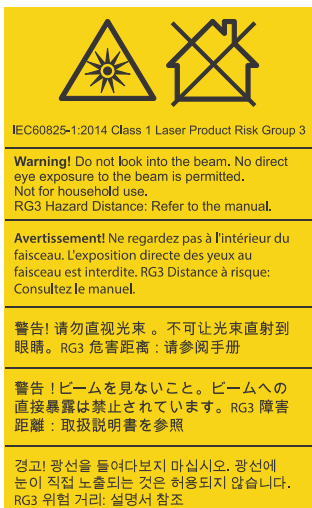 IEC60825-1:2014 Class 1 Laser Product Risk Group 3
Warning! Do not look into the beam. No direct
eye exposure to the beam is permitted.
Not for household use.
RG3 Hazard Distance: Refer to the manual.
Avertissement! Ne regardez pas à l'intérieur du
faisceau. L'exposition directe des yeux au
faisceau est interdite. RG3 Distance à risque:
Consultez le manuel.
警告! 请勿直视光束 。不可让光束直射到
眼睛。RG3 危害距离 : 请参阅手册
警告 ! ビームを見ないこと。ビームへの
直接暴露は禁止されています。RG3 障害
距離 : 取扱説明書を参照
경고! 광선을 들여다보지 마십시오. 광선에
눈이 직접 노출되는 것은 허용되지 않습니다.
RG3 위험 거리: 설명서 참조